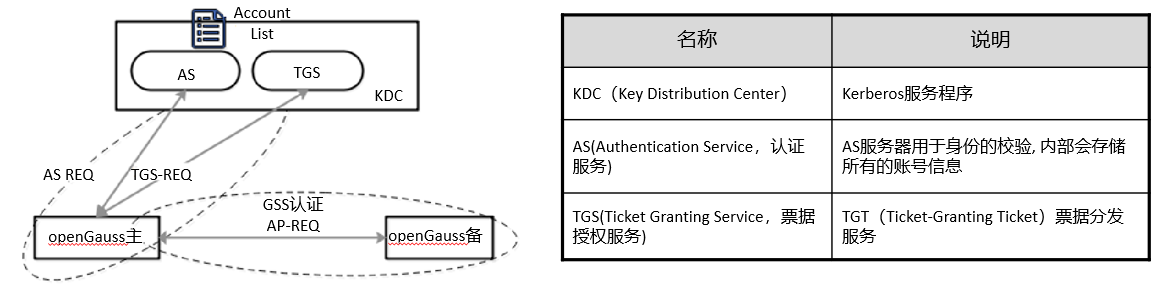 Account
List
AS
TGS
KDC
AS REQ
TGS-REQ
GSS认证
AP-REQ
openGauss主
openGauss备
名称
说明
KDC（Key Distribution Center）
Kerberos服务程序
AS(Authentication Service，认证
服务)
AS服务器用于身份的校验, 内部会存储
所有的账号信息
TGS(Ticket Granting Service，票据
授权服务)
TGT（Ticket-Granting Ticket）票据分发
服务